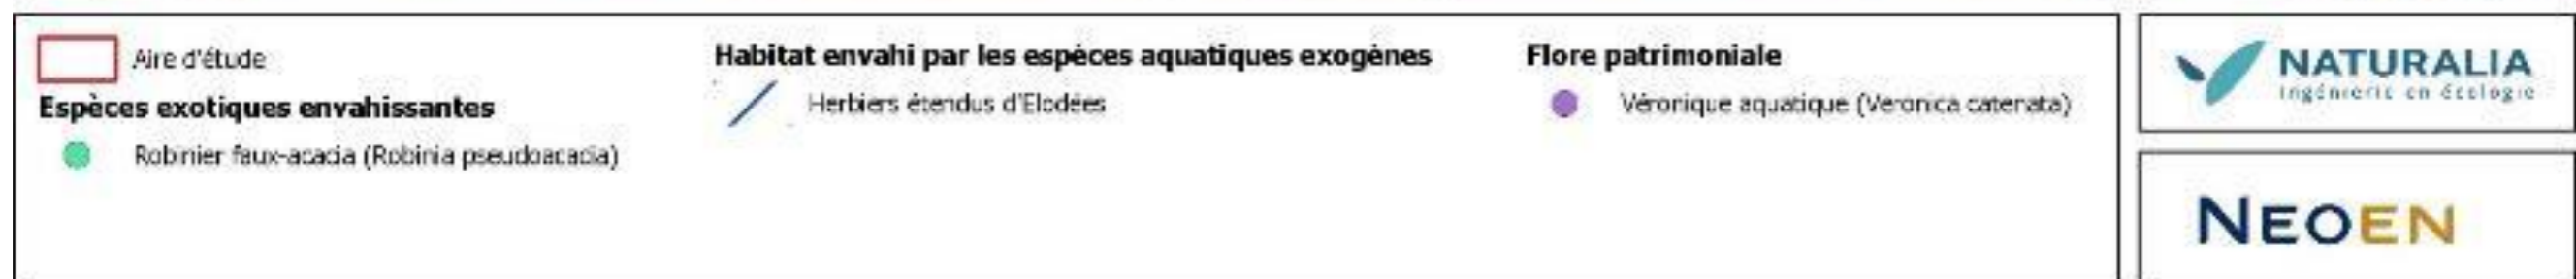 Aire d'étude
Espèces exotiques envahissantes
Robinier faux-acacia (Robinia pseudoacacia)
Habitat envahi par les espèces aquatiques exogènes
Herbiers étendus d'Elodées
Flore patrimoniale
Véronique aquatique (Veronica catenata)
NATURALIA
Ingénierie en écologie
NEOEN